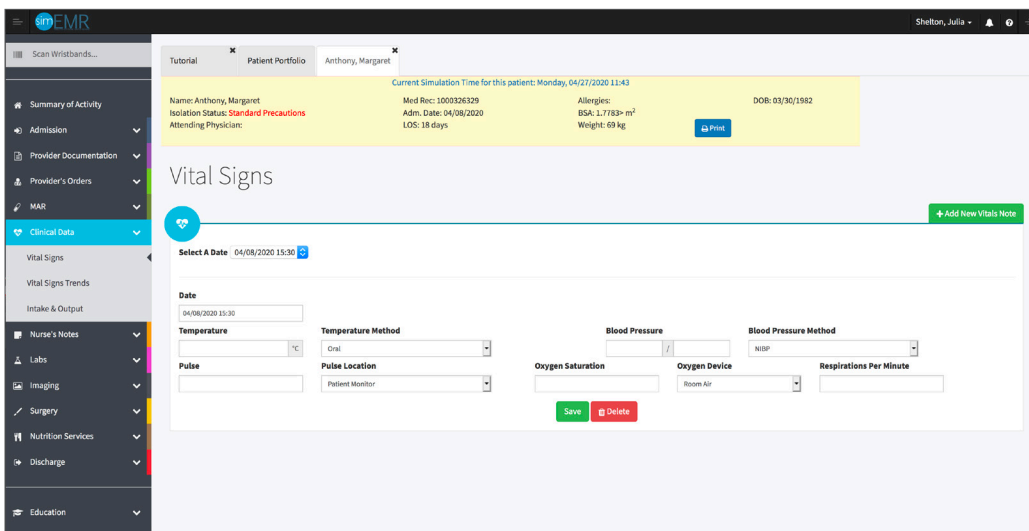 simEMR
Shelton, Julia
Scan Wristbands...
Tutorial
Patient Portfolio
Anthony, Margaret
Current Simulation Time for this patient: Monday, 04/27/2020 11:43
Name: Anthony, Margaret Med Rec: 1000326329 Allergies: DOB: 03/30/1982
Isolation Status: Standard Precautions Adm. Date: 04/08/2020 BSA: 1.7783> m²
Attending Physician: LOS: 18 days Weight: 69 kg
Print
Summary of Activity
Admission
Provider Documentation
Provider's Orders
MAR
Clinical Data
Vital Signs
Vital Signs Trends
Intake & Output
Nurse's Notes
Labs
Imaging
Surgery
Nutrition Services
Discharge
Education
Vital Signs
+ Add New Vitals Note
Select A Date 04/08/2020 15:30
Date
04/08/2020 15:30
Temperature Temperature Method Blood Pressure Blood Pressure Method
°C Oral / NIBP
Pulse Pulse Location Oxygen Saturation Oxygen Device Respirations Per Minute
Patient Monitor Room Air
Save Delete